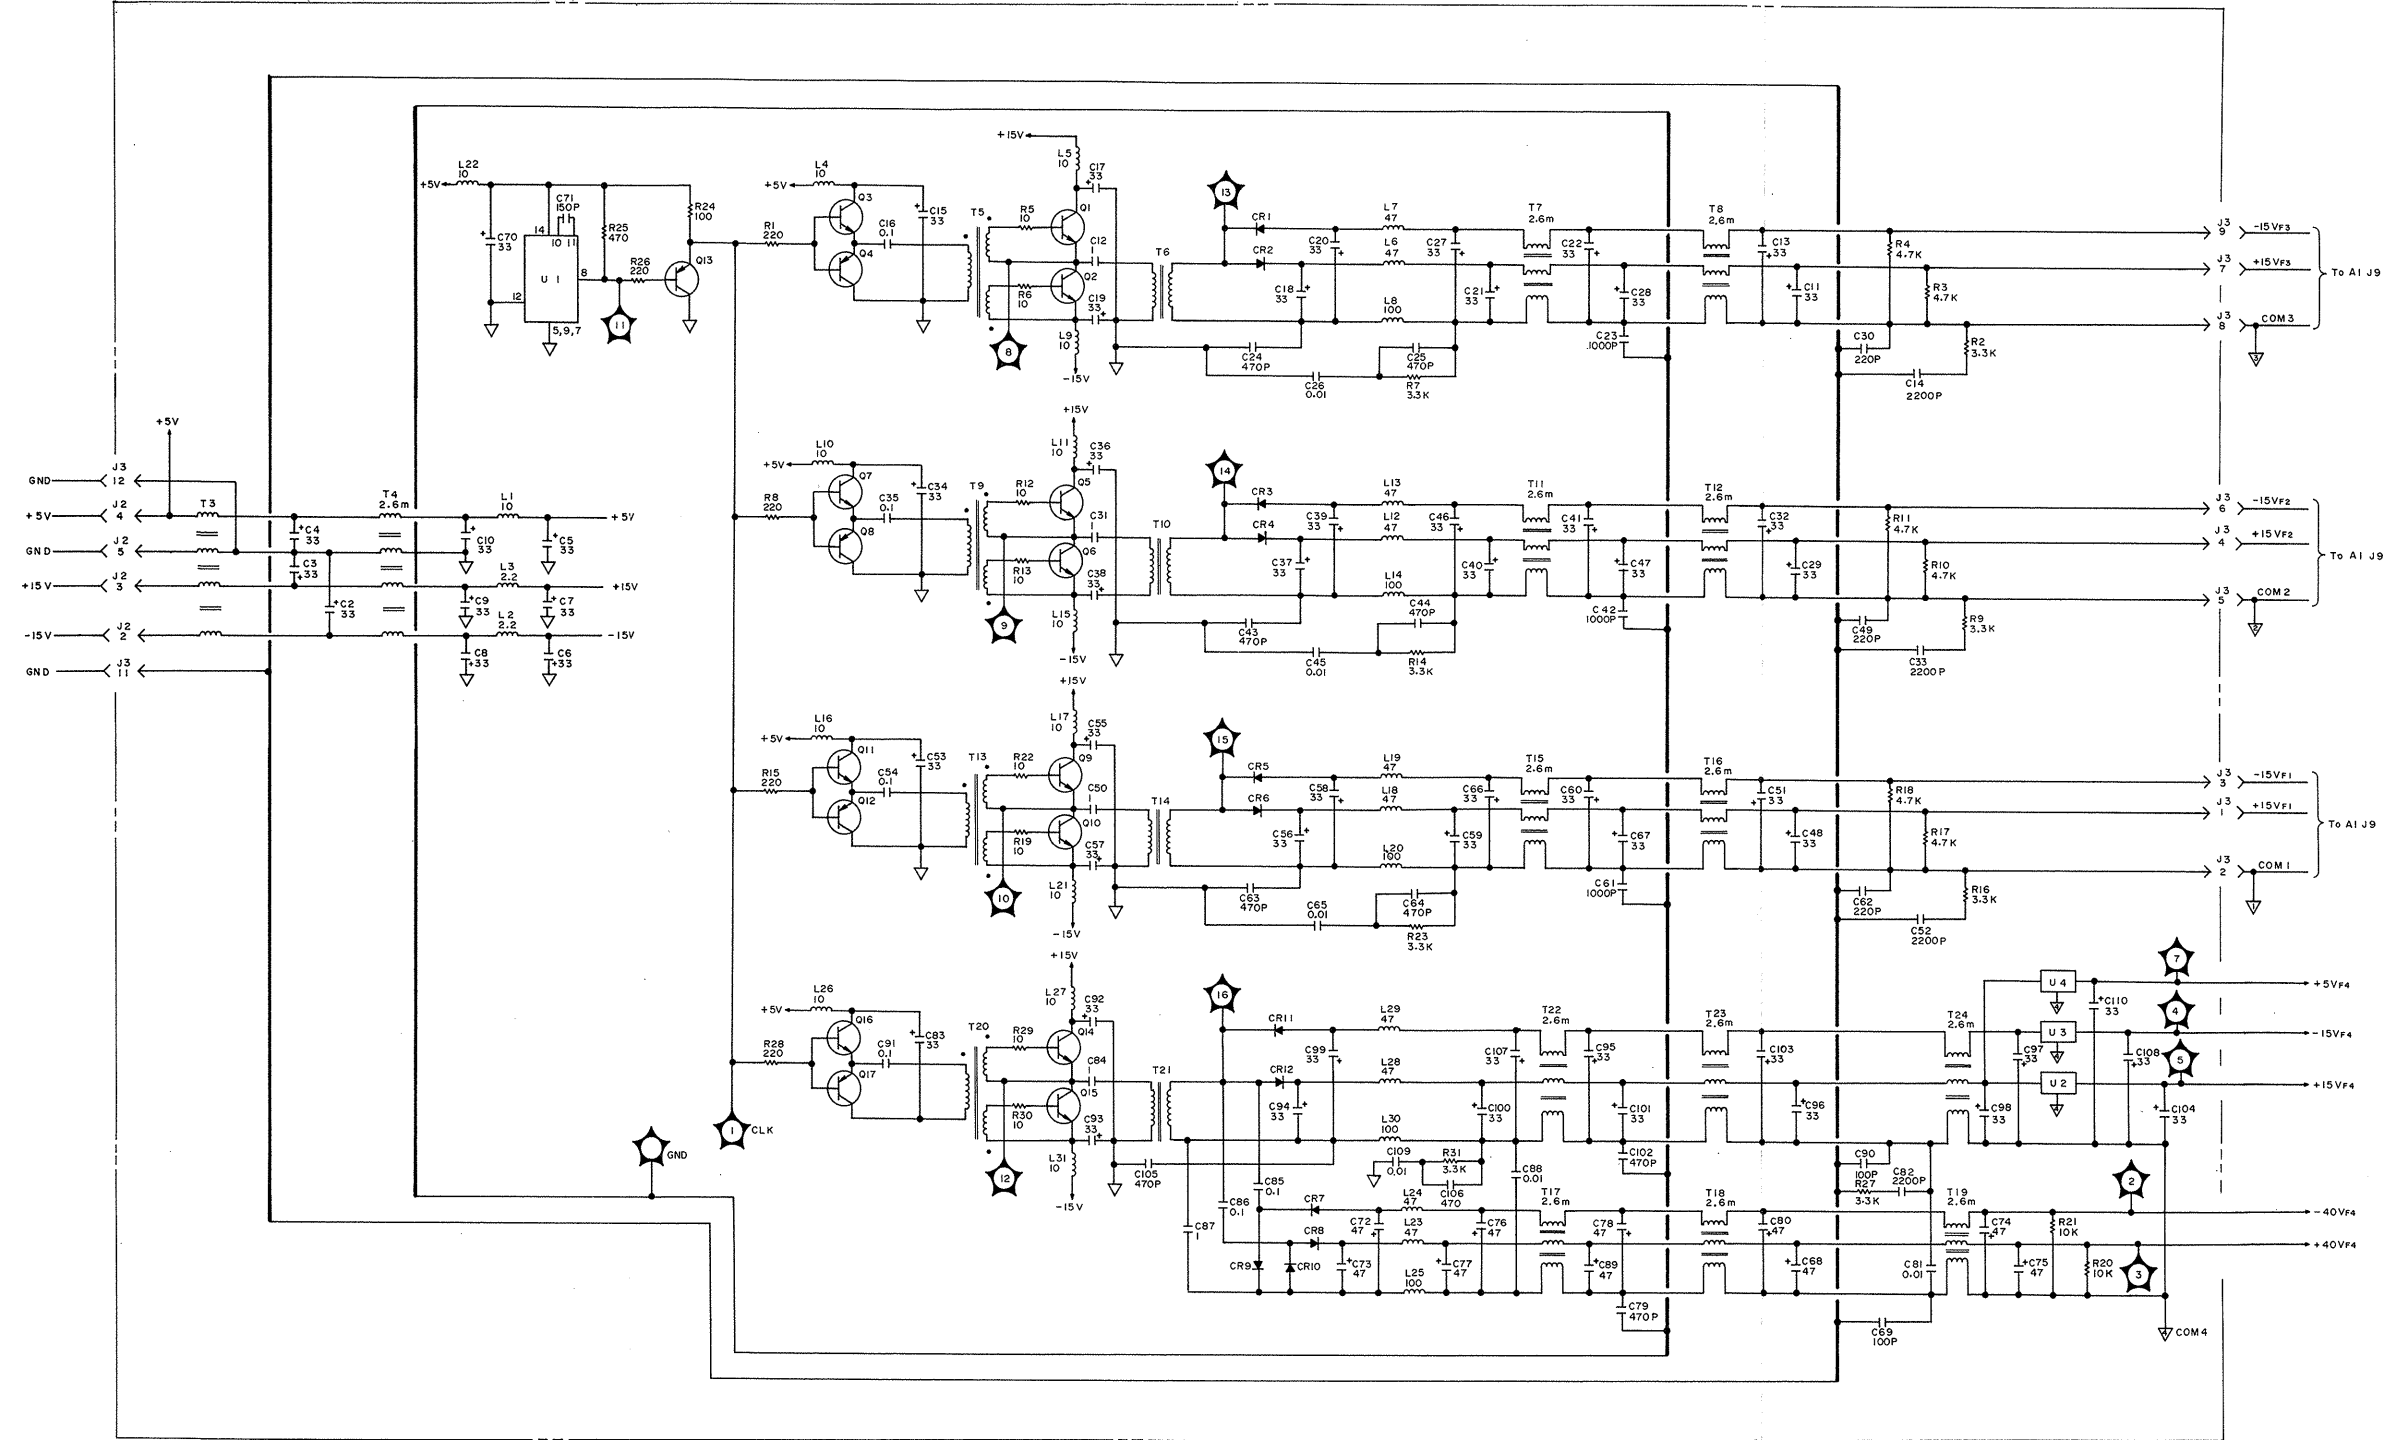 +15V
L5
10
C17
33
L22
10
+5V
C71
150P
R24
100
R25
470
C70
33
14
10 11
U 1
8
12
5,9,7
R26
220
Q13
11
L4
10
+5V
Q3
R1
220
C16
0.1
Q4
C15
33
T5
R5
10
Q1
C12
1
Q2
R6
10
C19
33
L9
10
-15V
8
T6
13
CR1
CR2
C20
33
L7
47
L6
47
C18
33
L8
100
C27
33
C21
33
C24
470P
C25
470P
C26
0.01
R7
3.3K
T7
2.6m
C22
33
C28
33
C23
1000P
T8
2.6m
C13
33
C11
33
R4
4.7K
R3
4.7K
C30
220P
R2
3.3K
C14
2200P
J3
9
-15VF3
J3
7
+15VF3
To A1 J9
J3
8
COM 3
3
+5V
J3
12
GND
J2
4
+5V
T3
J2
5
GND
J2
3
+15V
J2
2
-15V
J3
11
GND
C4
33
C3
33
C2
33
T4
2.6m
L1
10
+5V
C10
33
C5
33
L3
2.2
+15V
C9
33
C7
33
L2
2.2
-15V
C8
33
C6
33
+15V
L11
10
C36
33
L10
10
+5V
Q7
R8
220
C35
0.1
Q8
C34
33
T9
R12
10
Q5
C31
1
Q6
R13
10
C38
33
L15
10
-15V
9
T10
14
CR3
CR4
C39
33
L13
47
L12
47
C37
33
L14
100
C46
33
C40
33
C43
470P
C44
470P
C45
0.01
R14
3.3K
T11
2.6m
C41
33
C47
33
C42
1000P
T12
2.6m
C32
33
C29
33
R11
4.7K
R10
4.7K
C49
220P
R9
3.3K
C33
2200P
J3
6
-15VF2
J3
4
+15VF2
To A1 J9
J3
5
COM 2
2
+15V
L17
10
C55
33
L16
10
+5V
Q11
R15
220
C54
0.1
Q12
C53
33
T13
R22
10
Q9
C50
1
Q10
R19
10
C57
33
L21
10
-15V
10
T14
15
CR5
CR6
C58
33
L19
47
L18
47
C56
33
L20
100
C66
33
C59
33
C63
470P
C64
470P
C65
0.01
R23
3.3K
T15
2.6m
C60
33
C67
33
C61
1000P
T16
2.6m
C51
33
C48
33
R18
4.7K
R17
4.7K
C62
220P
R16
3.3K
C52
2200P
J3
3
-15VF1
J3
1
+15VF1
To A1 J9
J3
2
COM 1
1
+15V
L27
10
C92
33
L26
10
+5V
Q16
R28
220
C91
0.1
Q17
C83
33
T20
R29
10
Q14
C84
1
Q15
R30
10
C93
33
L31
10
-15V
12
1
CLK
GND
T21
16
CR11
CR12
C99
33
L29
47
L28
47
C94
33
L30
100
C107
33
C100
33
C105
470P
C109
0.01
R31
3.3K
C106
470
C88
0.01
T22
2.6m
C95
33
C101
33
C102
470P
T23
2.6m
C103
33
C96
33
T24
2.6m
C97
33
C98
33
U 4
4
U 3
4
U 2
4
C110
33
C108
33
C104
33
7
4
5
+5VF4
-15VF4
+15VF4
C90
100P
R27
3.3K
C82
2200P
C87
1
C86
0.1
C85
0.1
CR7
CR8
CR9
CR10
C72
47
C73
47
L24
47
L23
47
L25
100
C76
47
C77
47
T17
2.6m
C78
47
C89
47
C79
470P
T18
2.6m
C80
47
C68
47
C81
0.01
T19
2.6m
C74
47
C75
47
R21
10K
R20
10K
2
3
-40VF4
+40VF4
C69
100P
4
COM 4